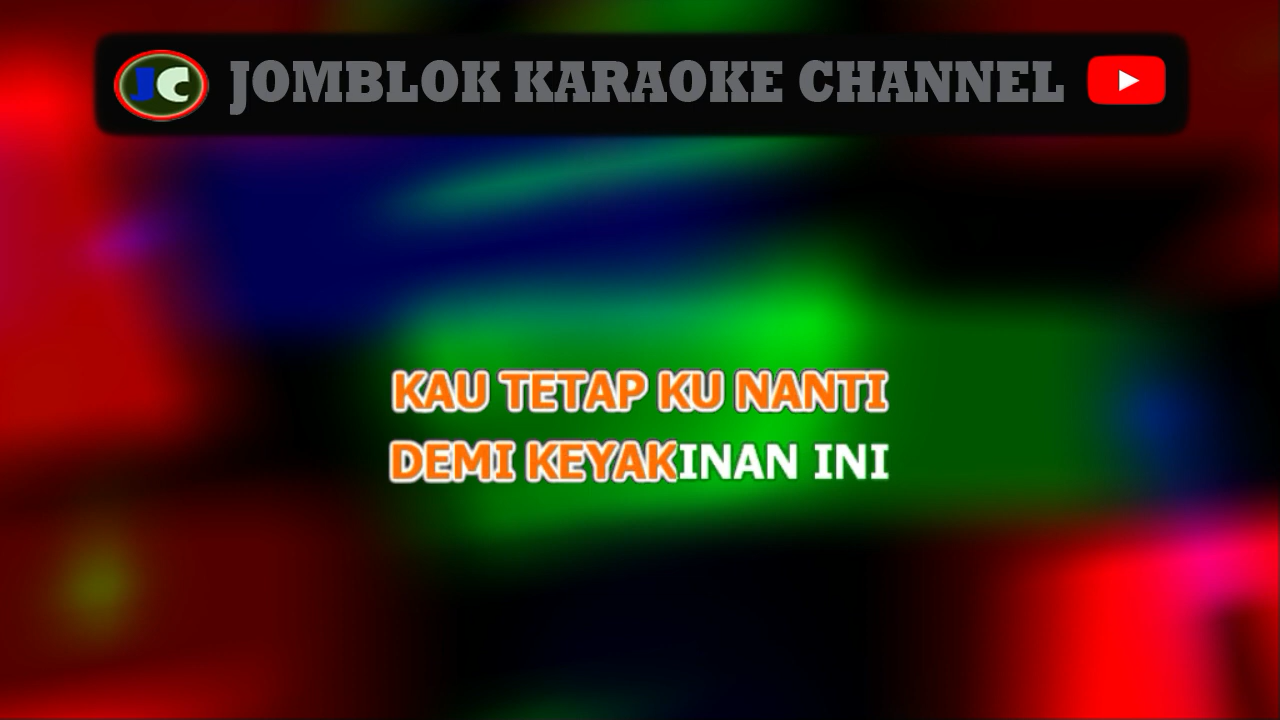 JC JOMBLOK KARAOKE CHANNEL
KAU TETAP KU NANTI
DEMI KEYAKINAN INI